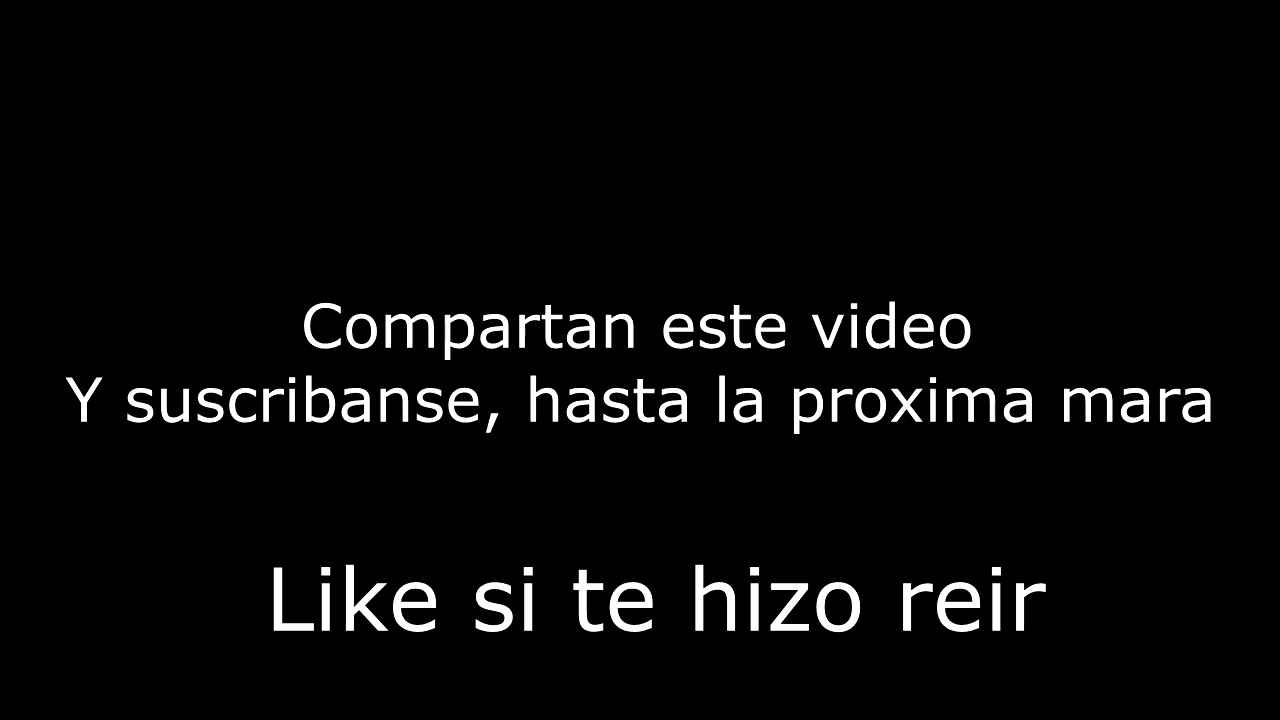 Compartan este video
Y suscribanse, hasta la proxima mara
Like si te hizo reir